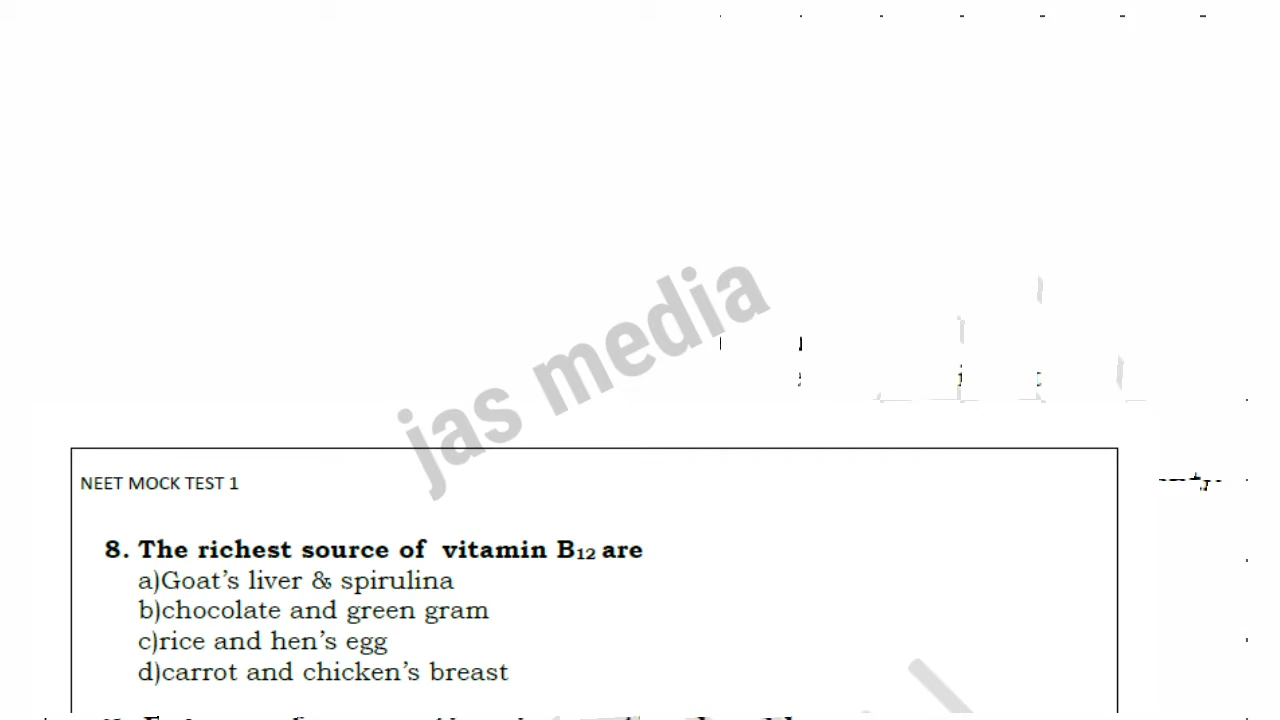 jas media
NEET MOCK TEST 1
8. The richest source of vitamin B₁₂ are
a)Goat's liver & spirulina
b)chocolate and green gram
c)rice and hen's egg
d)carrot and chicken's breast